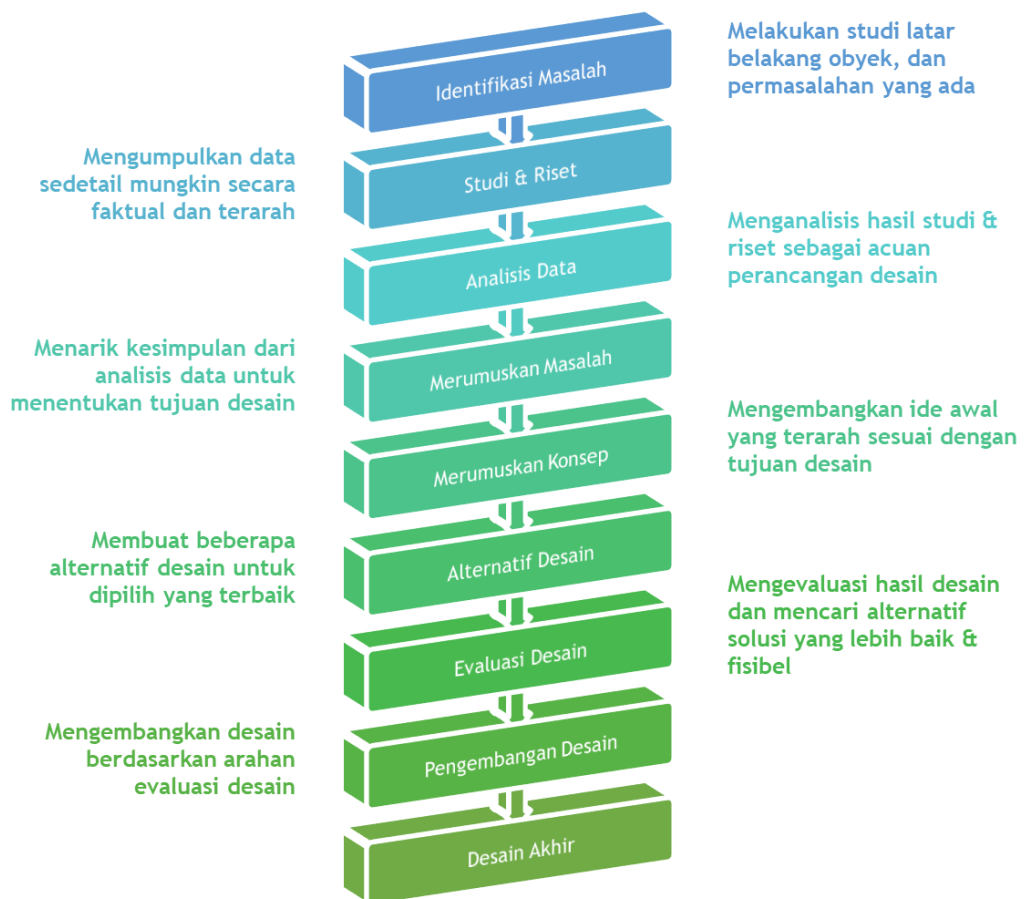 Identifikasi Masalah
Melakukan studi latar
belakang obyek, dan
permasalahan yang ada
Studi & Riset
Mengumpulkan data
sedetail mungkin secara
faktual dan terarah
Analisis Data
Menganalisis hasil studi &
riset sebagai acuan
perancangan desain
Merumuskan Masalah
Menarik kesimpulan dari
analisis data untuk
menentukan tujuan desain
Merumuskan Konsep
Mengembangkan ide awal
yang terarah sesuai dengan
tujuan desain
Alternatif Desain
Membuat beberapa
alternatif desain untuk
dipilih yang terbaik
Evaluasi Desain
Mengevaluasi hasil desain
dan mencari alternatif
solusi yang lebih baik &
fisibel
Pengembangan Desain
Mengembangkan desain
berdasarkan arahan
evaluasi desain
Desain Akhir